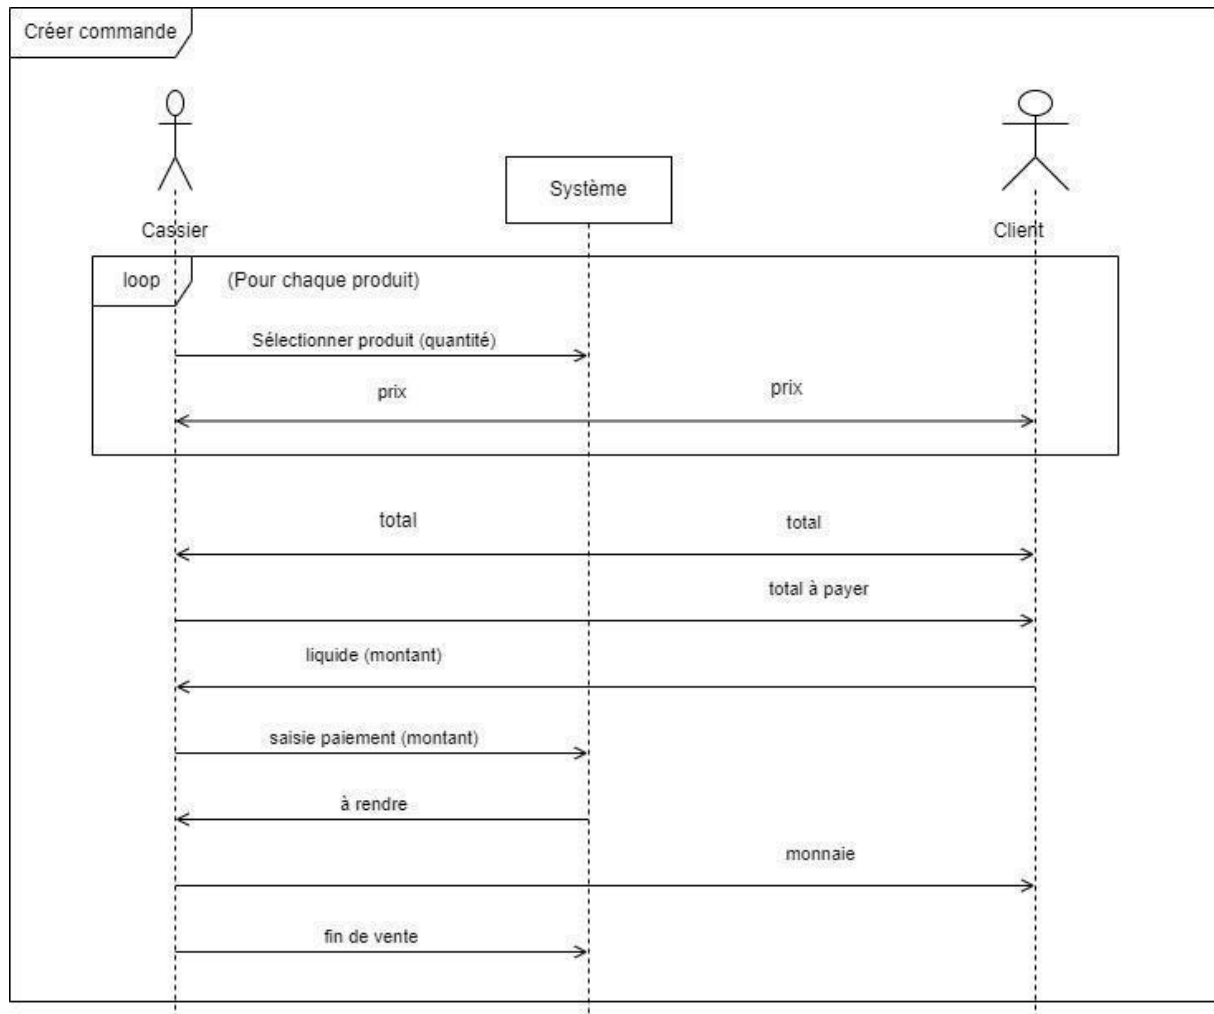 Créer commande
Système
Cassier
Client
loop
(Pour chaque produit)
Sélectionner produit (quantité)
prix
prix
total
total
total à payer
liquide (montant)
saisie paiement (montant)
à rendre
monnaie
fin de vente